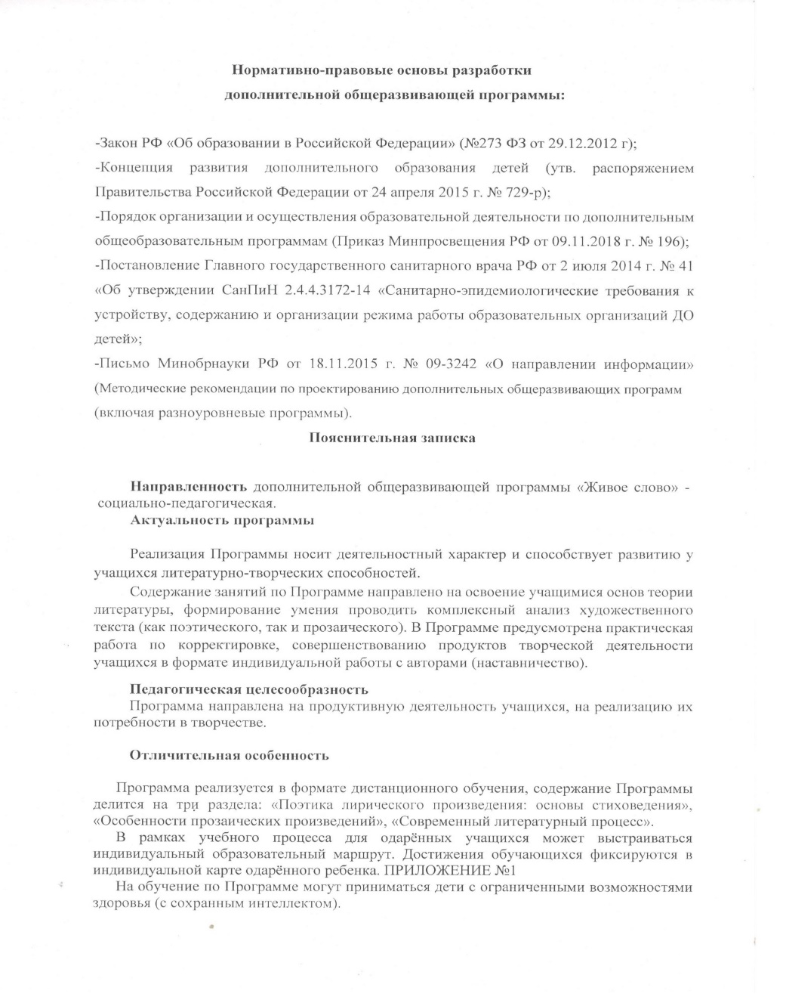 Нормативно-правовые основы разработки
дополнительной общеразвивающей программы:
-Закон РФ «Об образовании в Российской Федерации» (№273 ФЗ от 29.12.2012 г);
-Концепция развития дополнительного образования детей (утв. распоряжением
Правительства Российской Федерации от 24 апреля 2015 г. № 729-р);
-Порядок организации и осуществления образовательной деятельности по дополнительным
общеобразовательным программам (Приказ Минпросвещения РФ от 09.11.2018 г. № 196);
-Постановление Главного государственного санитарного врача РФ от 2 июля 2014 г. № 41
«Об утверждении СанПиН 2.4.4.3172-14 «Санитарно-эпидемиологические требования к
устройству, содержанию и организации режима работы образовательных организаций ДО
детей»;
-Письмо Минобрнауки РФ от 18.11.2015 г. № 09-3242 «О направлении информации»
(Методические рекомендации по проектированию дополнительных общеразвивающих программ
(включая разноуровневые программы).
Пояснительная записка
Направленность дополнительной общеразвивающей программы «Живое слово» -
социально-педагогическая.
Актуальность программы
Реализация Программы носит деятельностный характер и способствует развитию у
учащихся литературно-творческих способностей.
Содержание занятий по Программе направлено на освоение учащимися основ теории
литературы, формирование умения проводить комплексный анализ художественного
текста (как поэтического, так и прозаического). В Программе предусмотрена практическая
работа по корректировке, совершенствованию продуктов творческой деятельности
учащихся в формате индивидуальной работы с авторами (наставничество).
Педагогическая целесообразность
Программа направлена на продуктивную деятельность учащихся, на реализацию их
потребности в творчестве.
Отличительная особенность
Программа реализуется в формате дистанционного обучения, содержание Программы
делится на три раздела: «Поэтика лирического произведения: основы стиховедения»,
«Особенности прозаических произведений», «Современный литературный процесс».
В рамках учебного процесса для одарённых учащихся может выстраиваться
индивидуальный образовательный маршрут. Достижения обучающихся фиксируются в
индивидуальной карте одарённого ребенка. ПРИЛОЖЕНИЕ №1
На обучение по Программе могут приниматься дети с ограниченными возможностями
здоровья (с сохранным интеллектом).